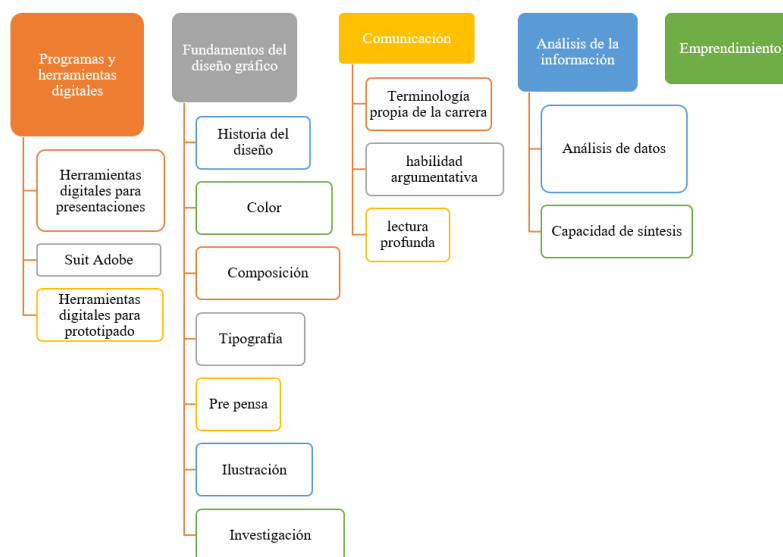 Programas y
herramientas
digitales
Herramientas
digitales para
presentaciones
Suit Adobe
Herramientas
digitales para
prototipado
Fundamentos del
diseño gráfico
Historia del
diseño
Color
Composición
Tipografía
Pre pensa
Ilustración
Investigación
Comunicación
Terminología
propia de la carrera
habilidad
argumentativa
lectura
profunda
Análisis de la
información
Análisis de datos
Capacidad de síntesis
Emprendimiento